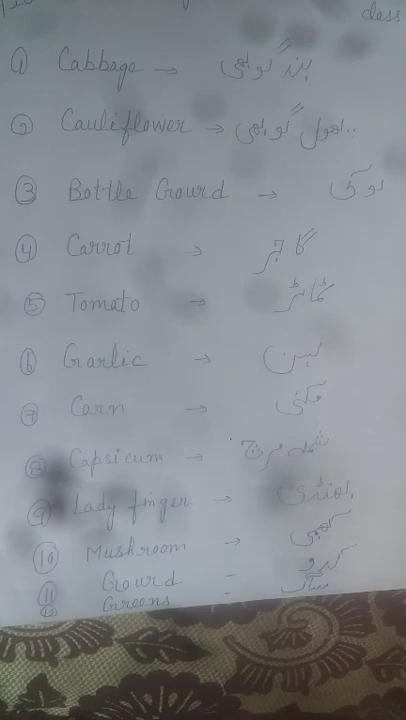 class
① Cabbage → بند گوبھی
② Cauliflower → پھول گوبھی
③ Bottle Gourd → لوکی
④ Carrot → گاجر
⑤ Tomato → ٹماٹر
⑥ Garlic → لہسن
⑦ Carn → مکئی
⑧ Capsicum → شملہ مرچ
⑨ Lady finger → بھنڈی
⑩ Mushroom → کھمبی
⑪ Gourd - کدو
⑫ Greens - ساگ